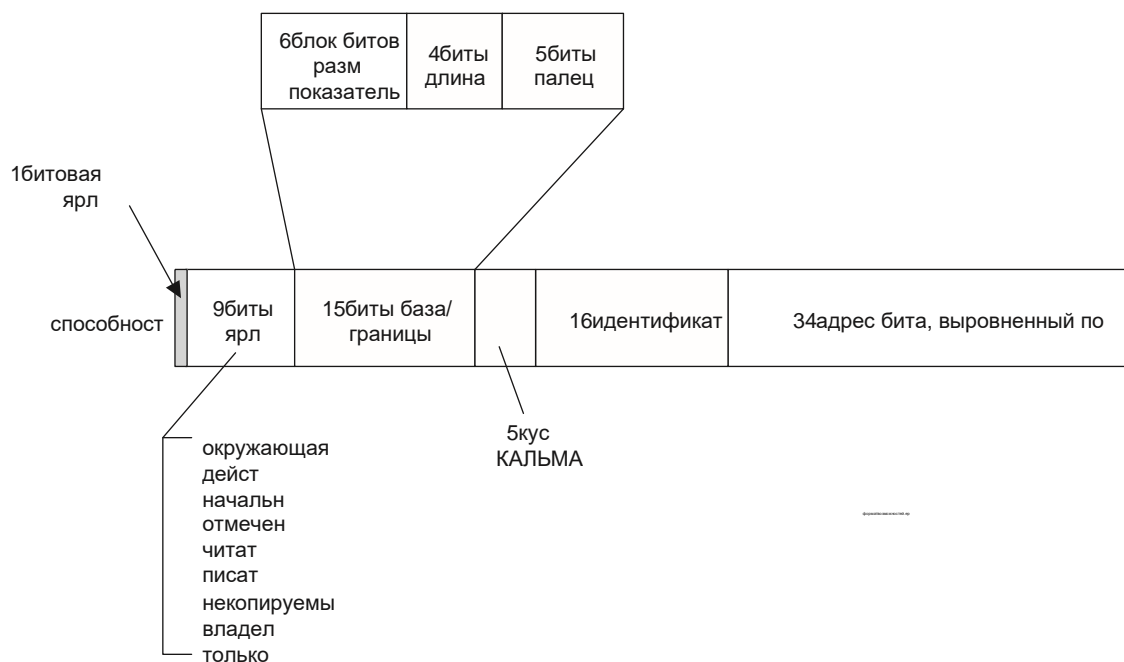 6блок битов
разм
показатель
4биты
длина
5биты
палец
1битовая
ярл
способност
9биты
ярл
15биты база/
границы
16идентификат
34адрес бита, выровненный по
5кус
КАЛЬМА
окружающая
дейст
начальн
отмечен
читат
писат
некопируемы
владел
только